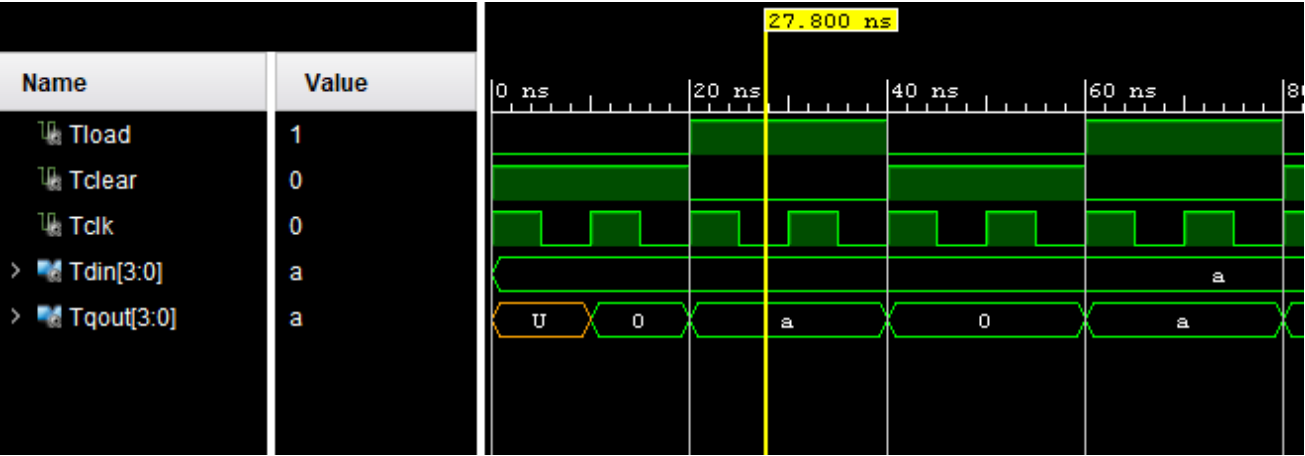 27.800 ns
Name Value 0 ns 20 ns 40 ns 60 ns
Tload 1
Tclear 0
Tclk 0
Tdin[3:0] a a
Tqout[3:0] a U 0 a 0 a